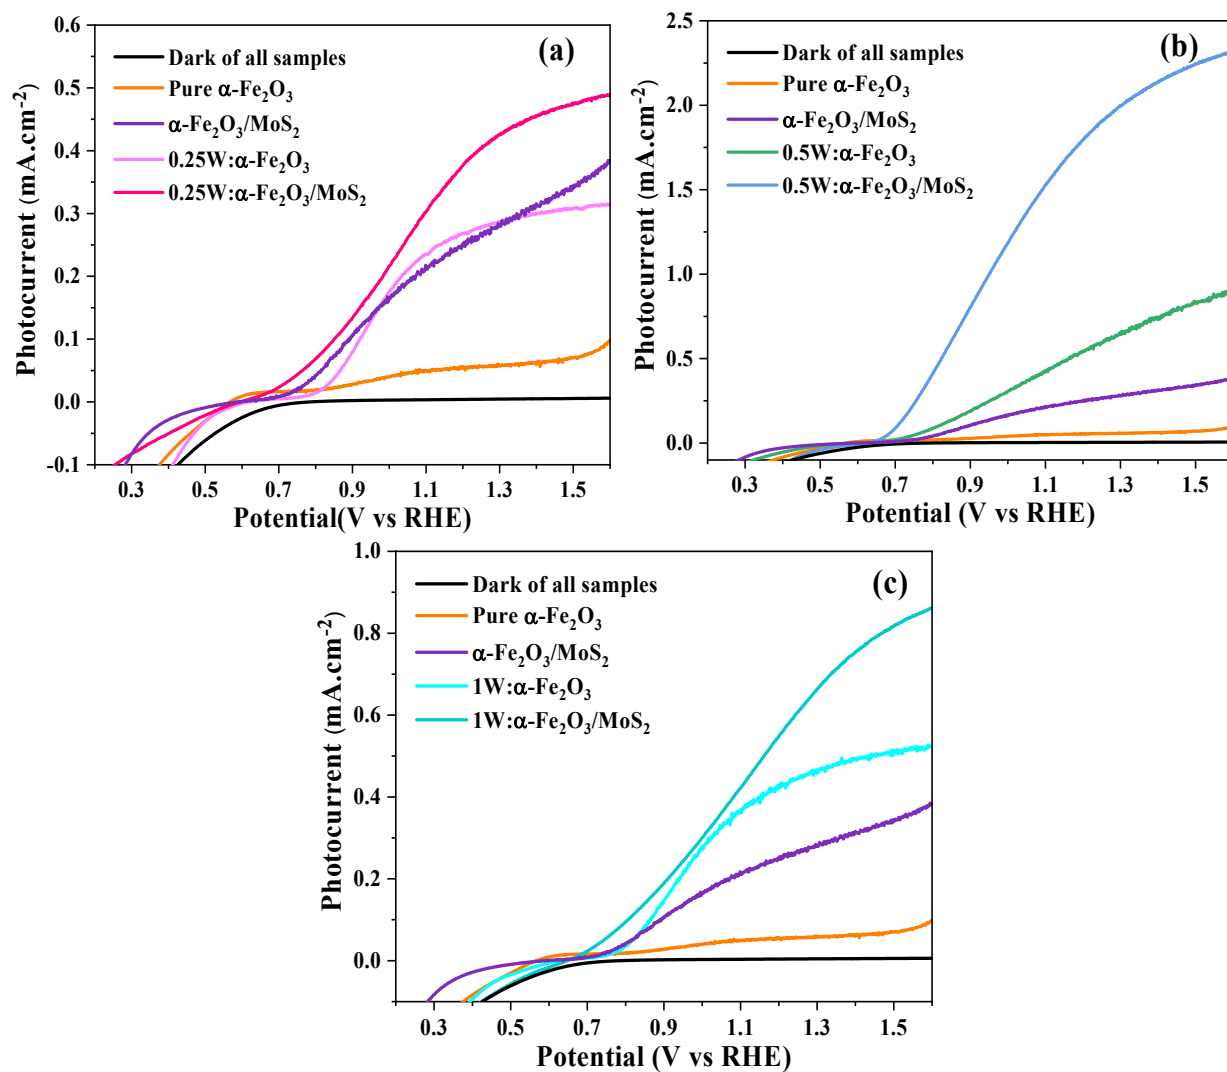 (a)
Dark of all samples
Pure α-Fe₂O₃
α-Fe₂O₃/MoS₂
0.25W:α-Fe₂O₃
0.25W:α-Fe₂O₃/MoS₂
0.6
0.5
0.4
0.3
0.2
0.1
0.0
-0.1
Photocurrent (mA.cm⁻²)
0.3 0.5 0.7 0.9 1.1 1.3 1.5
Potential(V vs RHE)
(b)
Dark of all samples
Pure α-Fe₂O₃
α-Fe₂O₃/MoS₂
0.5W:α-Fe₂O₃
0.5W:α-Fe₂O₃/MoS₂
2.5
2.0
1.5
1.0
0.5
0.0
Photocurrent (mA.cm⁻²)
0.3 0.5 0.7 0.9 1.1 1.3 1.5
Potential (V vs RHE)
(c)
Dark of all samples
Pure α-Fe₂O₃
α-Fe₂O₃/MoS₂
1W:α-Fe₂O₃
1W:α-Fe₂O₃/MoS₂
1.0
0.8
0.6
0.4
0.2
0.0
Photocurrent (mA.cm⁻²)
0.3 0.5 0.7 0.9 1.1 1.3 1.5
Potential (V vs RHE)